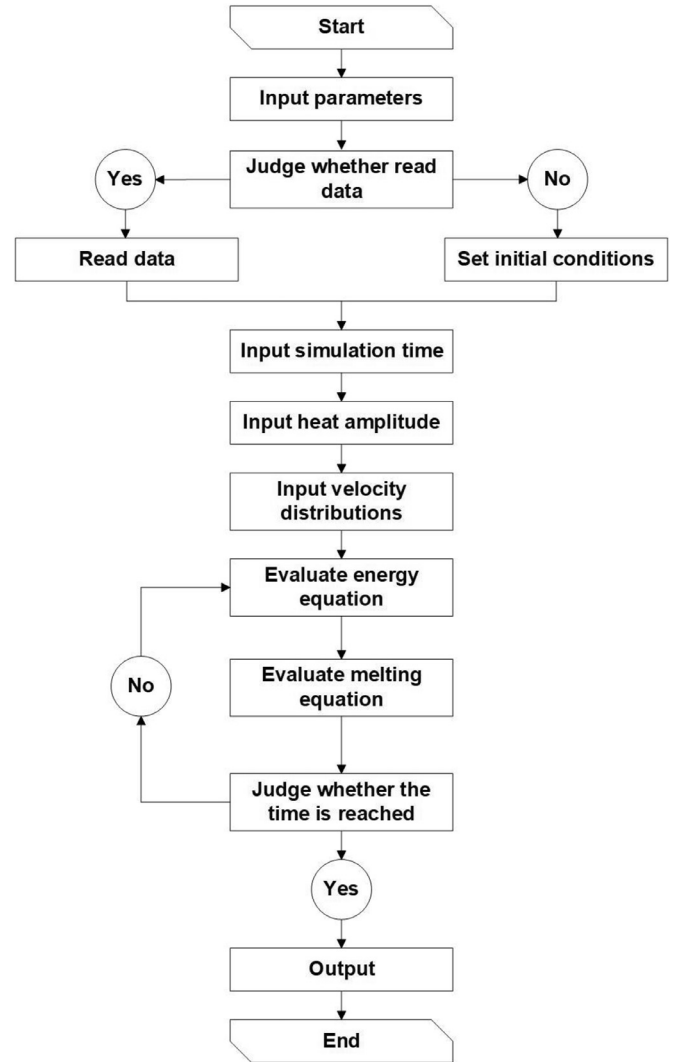 Start
Input parameters
Judge whether read
data
Yes
No
Read data
Set initial conditions
Input simulation time
Input heat amplitude
Input velocity
distributions
Evaluate energy
equation
Evaluate melting
equation
No
Judge whether the
time is reached
Yes
Output
End